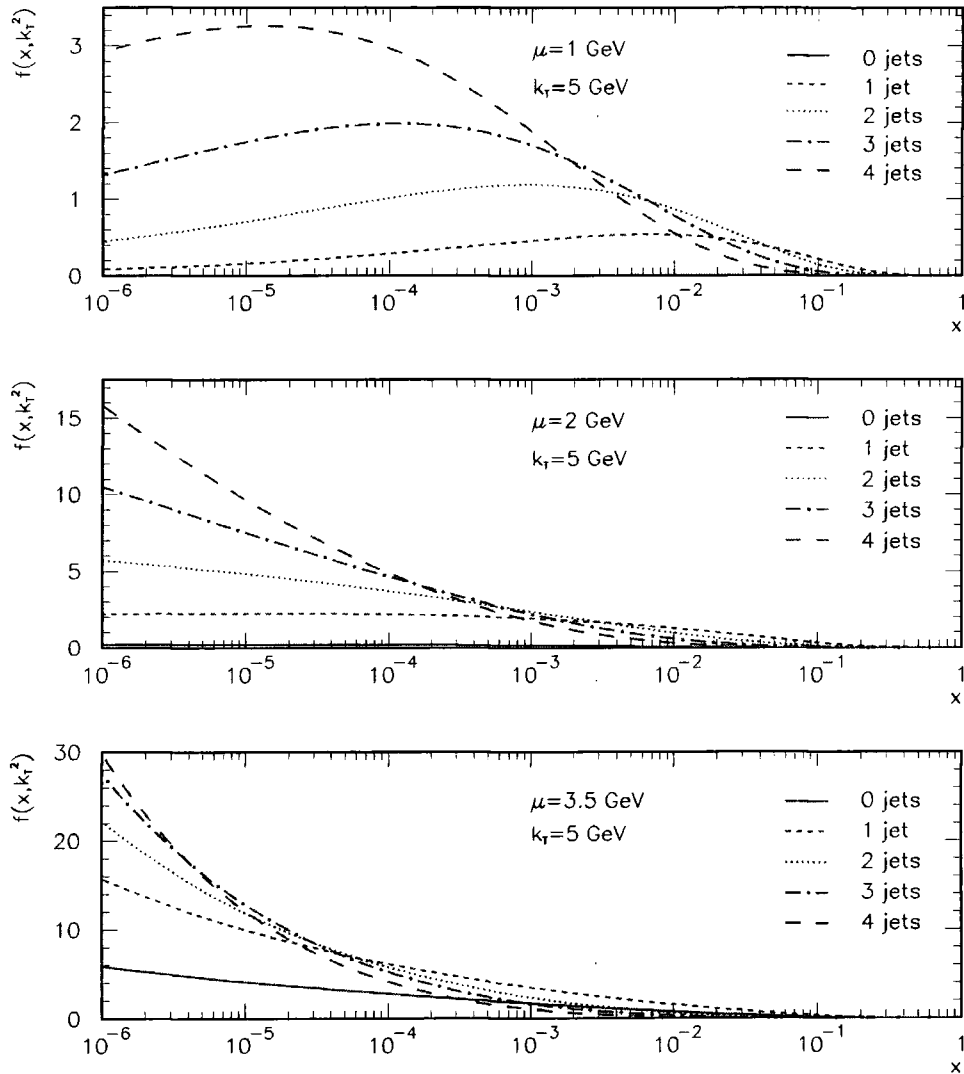 f(x,k_T^2)
3
2
1
0
μ=1 GeV
k_T=5 GeV
0 jets
1 jet
2 jets
3 jets
4 jets
10^-6 10^-5 10^-4 10^-3 10^-2 10^-1 1
x
f(x,k_T^2)
15
10
5
0
μ=2 GeV
k_T=5 GeV
0 jets
1 jet
2 jets
3 jets
4 jets
10^-6 10^-5 10^-4 10^-3 10^-2 10^-1 1
x
f(x,k_T^2)
30
20
10
0
μ=3.5 GeV
k_T=5 GeV
0 jets
1 jet
2 jets
3 jets
4 jets
10^-6 10^-5 10^-4 10^-3 10^-2 10^-1 1
x